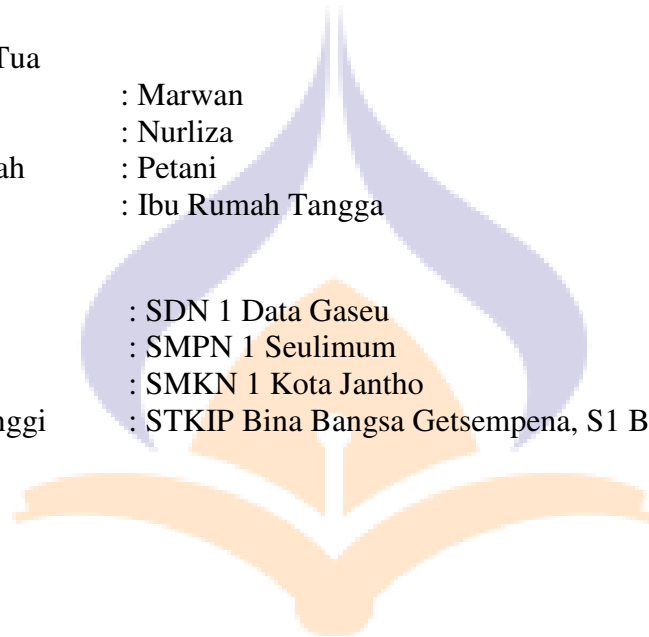 Tua
: Marwan
: Nurliza
ah : Petani
: Ibu Rumah Tangga
: SDN 1 Data Gaseu
: SMPN 1 Seulimum
: SMKN 1 Kota Jantho
nggi : STKIP Bina Bangsa Getsempena, S1 B